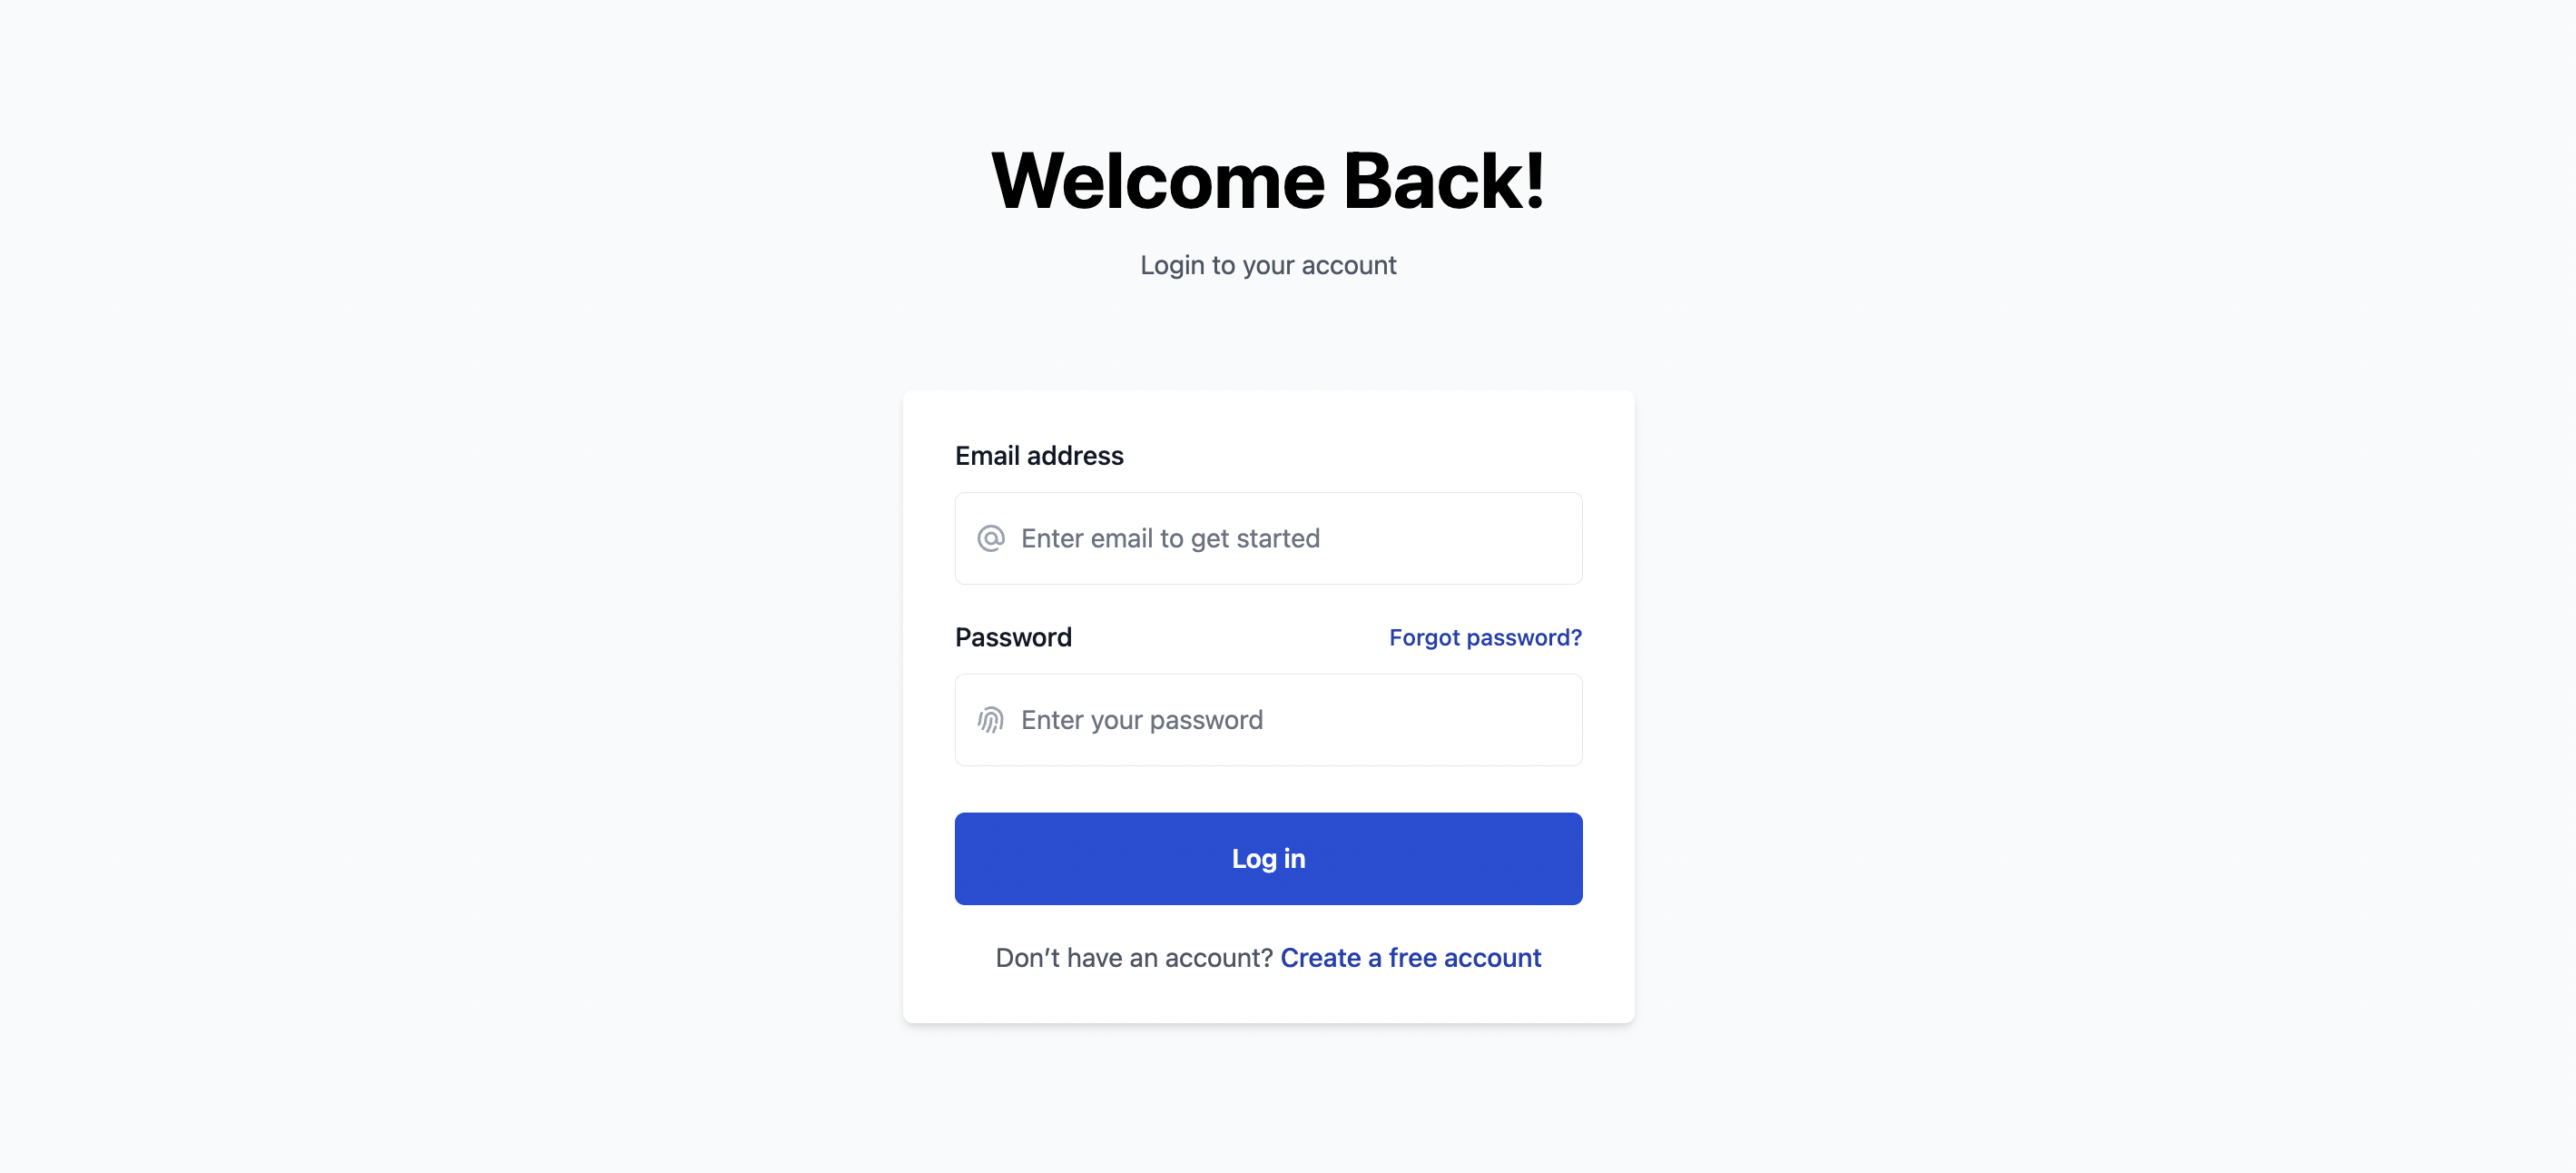 Welcome Back!
Login to your account
Email address
Enter email to get started
Password Forgot password?
Enter your password
Log in
Don’t have an account? Create a free account